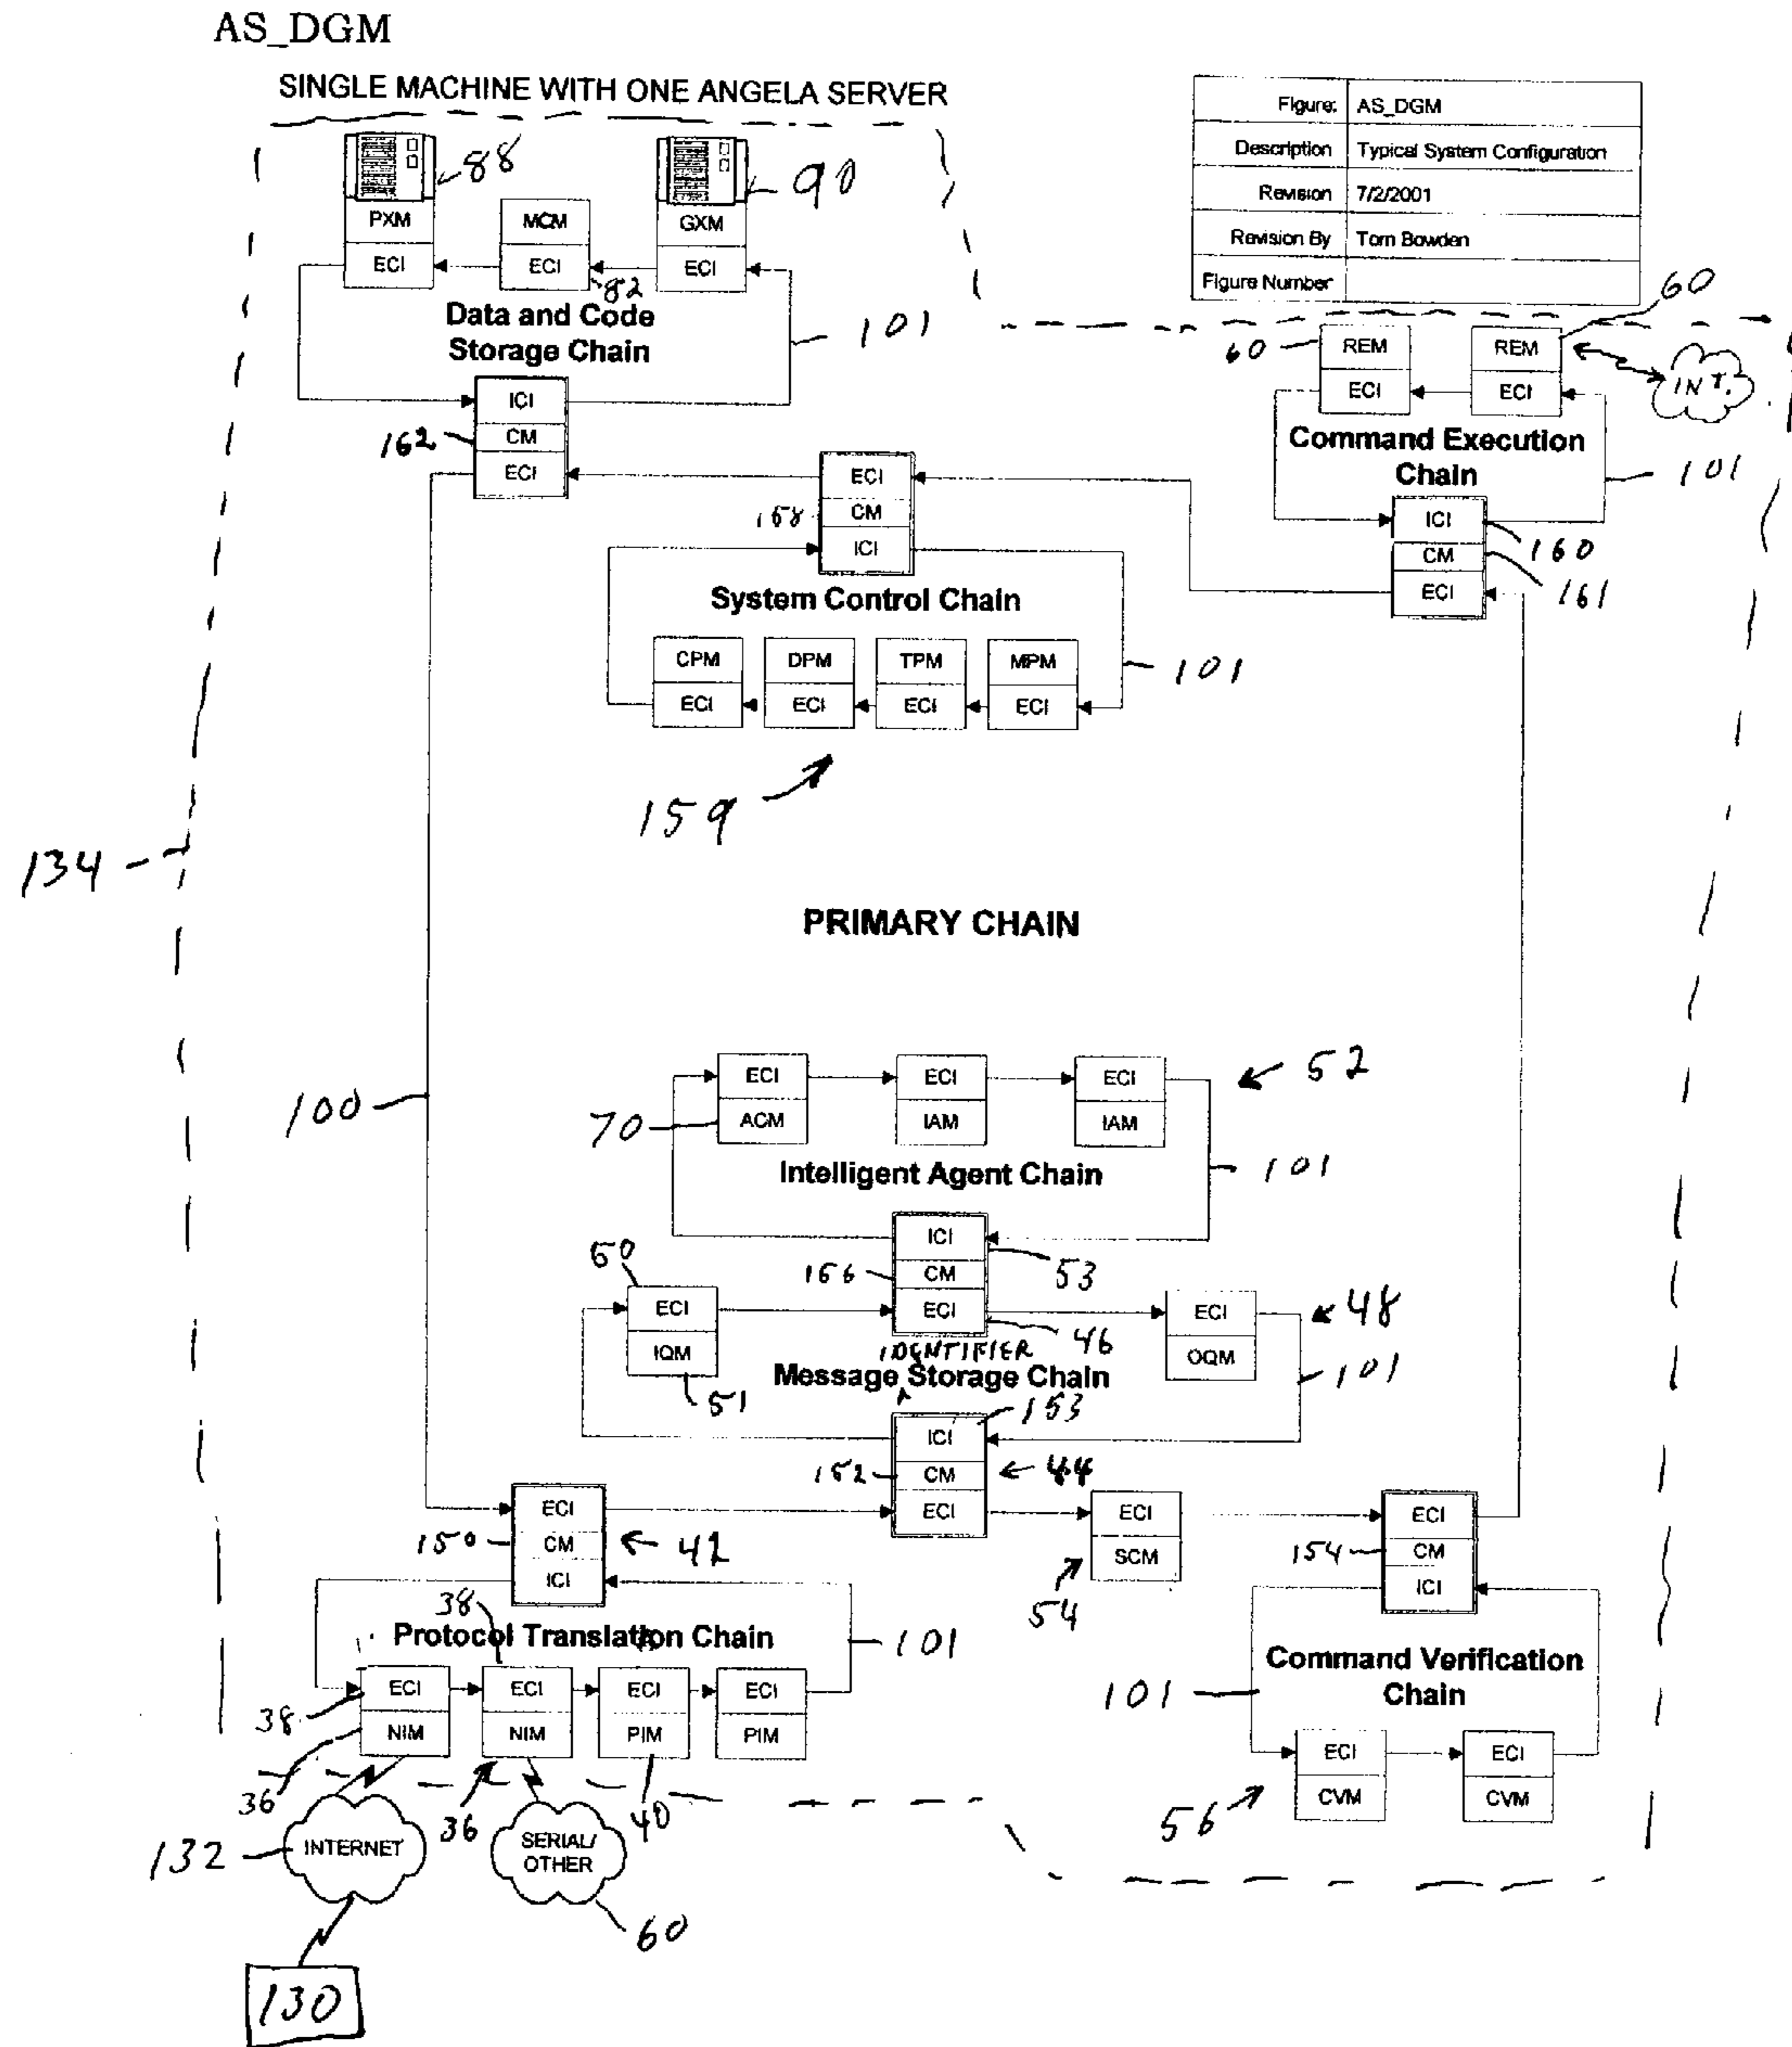 AS_DGM
SINGLE MACHINE WITH ONE ANGELA SERVER
Figure: AS_DGM
Description Typical System Configuration
Revision 7/2/2001
Revision By Tom Bowden
Figure Number
88
90
PXM
MCM
GXM
ECI
ECI
ECI
82
Data and Code
Storage Chain
101
60
60
REM
REM
ECI
ECI
INT.
Command Execution
Chain
101
ICI
CM
ECI
162
ECI
CM
ICI
158
ICI
CM
ECI
160
161
System Control Chain
CPM
DPM
TPM
MPM
ECI
ECI
ECI
ECI
101
159
134
PRIMARY CHAIN
100
ECI
ECI
ECI
52
70
ACM
IAM
IAM
Intelligent Agent Chain
101
ICI
53
156
CM
ECI
46
50
ECI
IQM
51
ECI
OQM
48
IDENTIFIER
Message Storage Chain
101
153
ICI
152
CM
44
ECI
ECI
150
CM
42
ICI
ECI
SCM
54
ECI
154
CM
ICI
38
Protocol Translation Chain
101
ECI
ECI
ECI
ECI
38
NIM
NIM
PIM
PIM
36
36
40
Command Verification
Chain
101
ECI
ECI
CVM
CVM
56
132
INTERNET
SERIAL/
OTHER
60
130